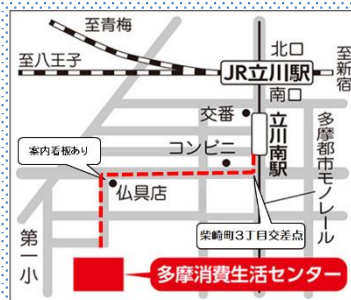 至青梅
至八王子
北口
JR立川駅
南口
至新宿
交番
立川南駅
多摩都市モノレール
案内看板あり
コンビニ
仏具店
柴崎町3丁目交差点
第一小
多摩消費生活センター